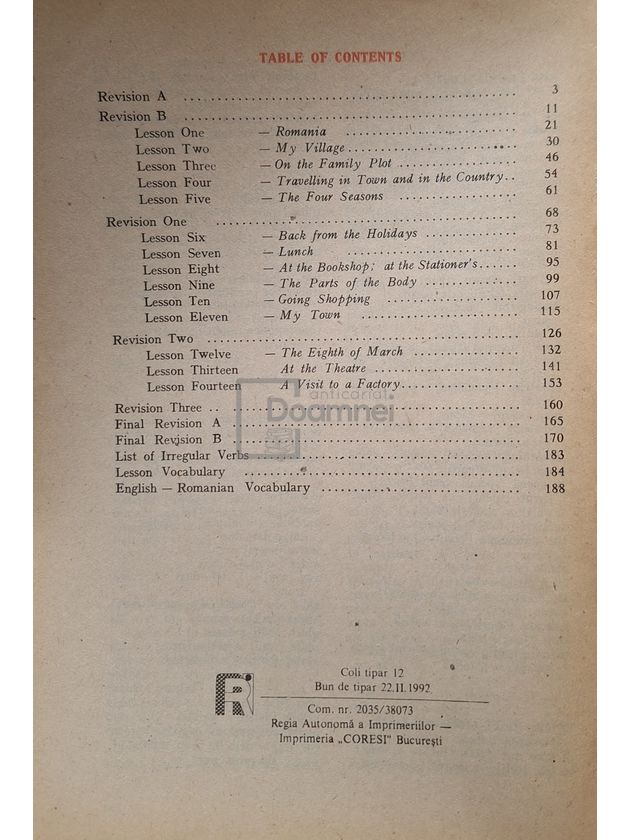 TABLE OF CONTENTS
Revision A ........ 3
Revision B ........ 11
Lesson One — Romania ........ 21
Lesson Two — My Village ........ 30
Lesson Three — On the Family Plot ........ 46
Lesson Four — Travelling in Town and in the Country.. 54
Lesson Five — The Four Seasons ........ 61
Revision One ........ 68
Lesson Six — Back from the Holidays ........ 73
Lesson Seven — Lunch ........ 81
Lesson Eight — At the Bookshop; at the Stationer's ...... 95
Lesson Nine — The Parts of the Body ........ 99
Lesson Ten — Going Shopping ........ 107
Lesson Eleven — My Town ........ 115
Revision Two ........ 126
Lesson Twelve — The Eighth of March ........ 132
Lesson Thirteen At the Theatre ........ 141
Lesson Fourteen A Visit to a Factory ........ 153
anticariat
Doamnei
Revision Three .. ........ 160
Final Revision A ........ 165
Final Revision B ........ 170
List of Irregular Verbs ........ 183
Lesson Vocabulary ........ 184
English — Romanian Vocabulary ........ 188
Coli tipar 12
Bun de tipar 22.II.1992
Com. nr. 2035/38073
Regia Autonomă a Imprimeriilor —
Imprimeria „CORESI" București